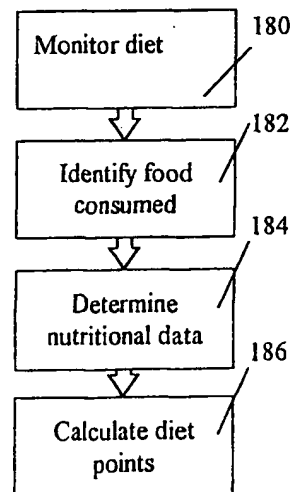 180
Monitor diet
182
Identify food
consumed
184
Determine
nutritional data
186
Calculate diet
points